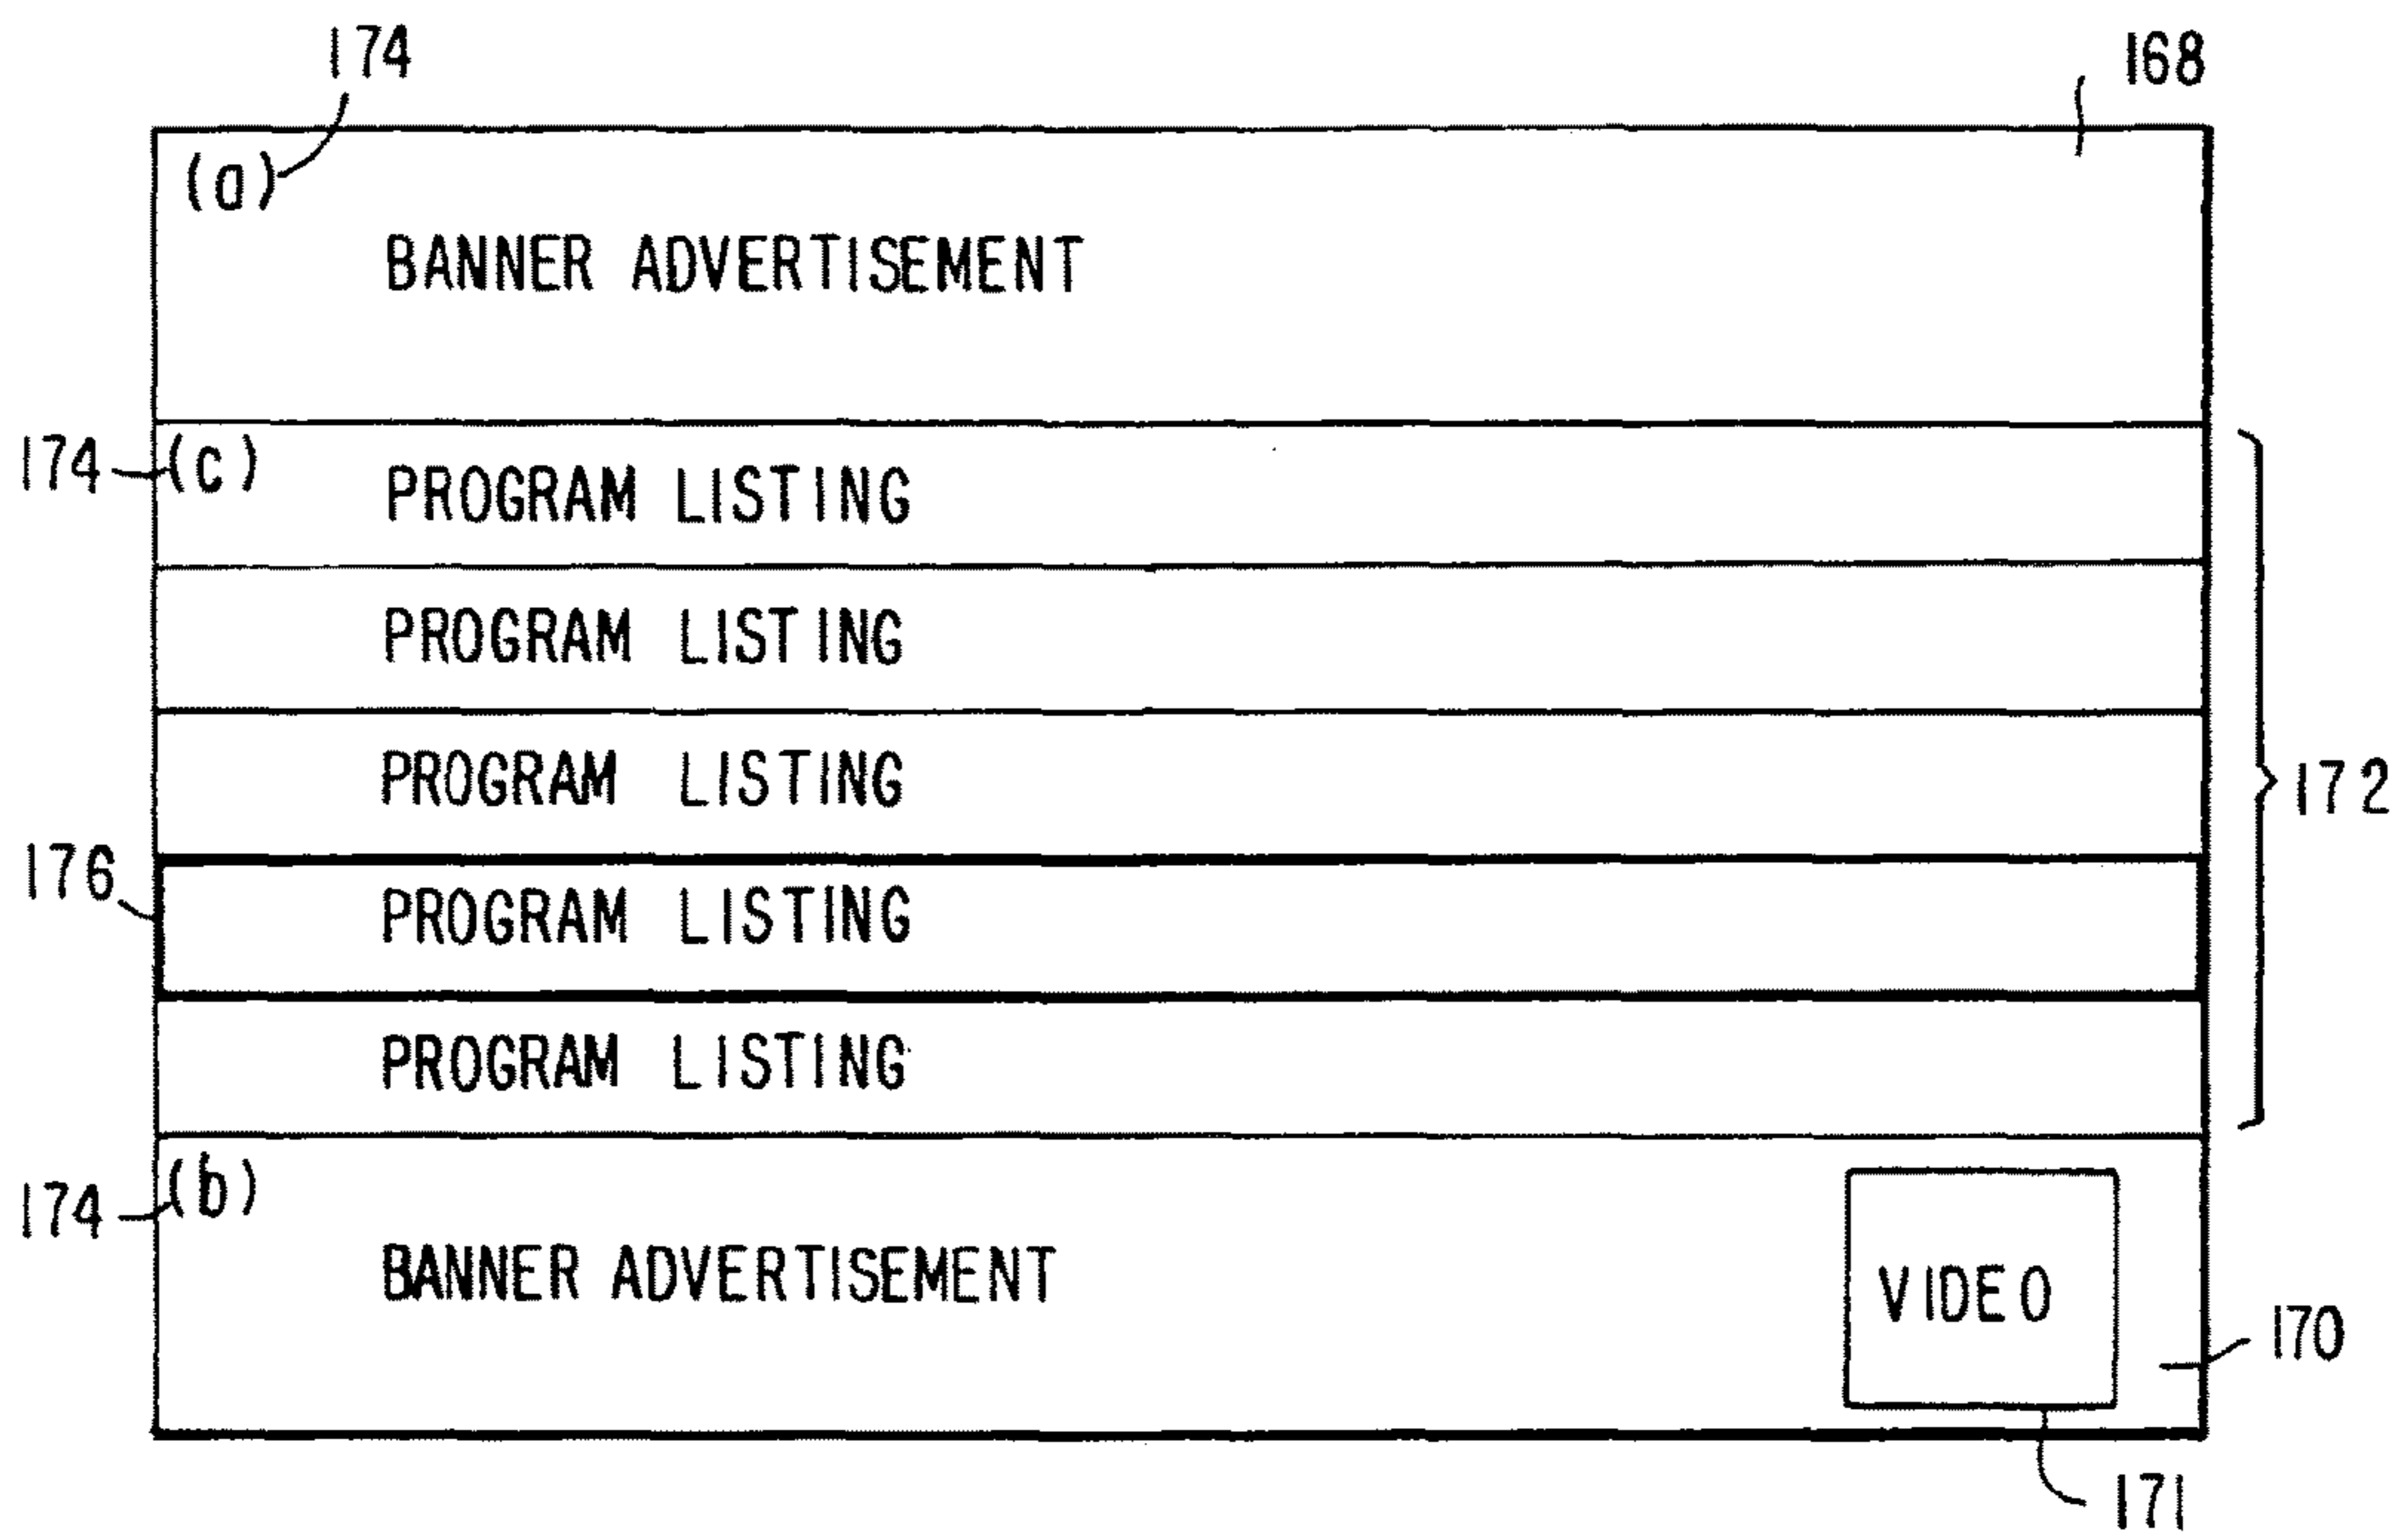 174
168
(a)
BANNER ADVERTISEMENT
174 (c)
PROGRAM LISTING
PROGRAM LISTING
PROGRAM LISTING
172
176
PROGRAM LISTING
PROGRAM LISTING
174 (b)
BANNER ADVERTISEMENT
VIDEO
170
171